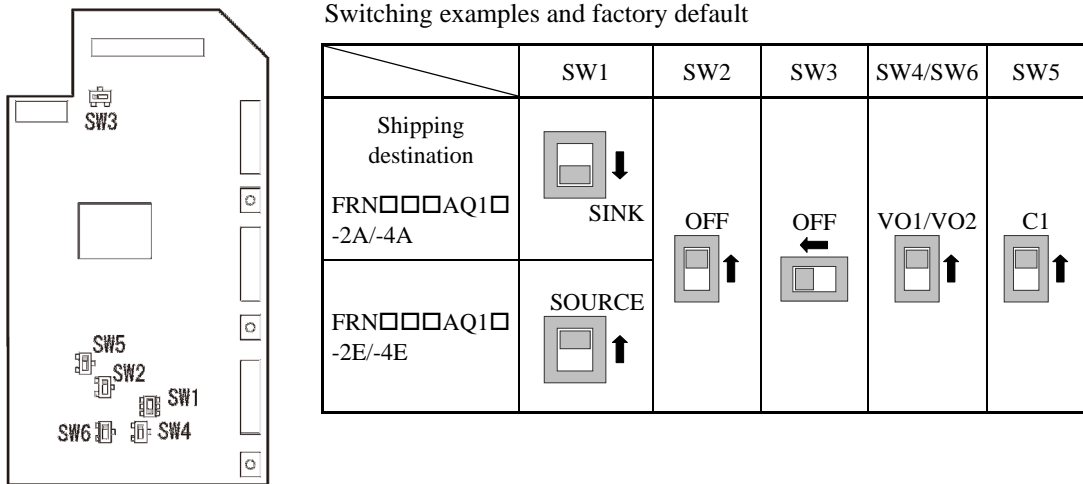 Switching examples and factory default
SW1 SW2 SW3 SW4/SW6 SW5
Shipping
destination
FRN□□□AQ1□
-2A/-4A
SINK
FRN□□□AQ1□
-2E/-4E
SOURCE
OFF
OFF
VO1/VO2
C1
SW3
SW5
SW2
SW1
SW6
SW4